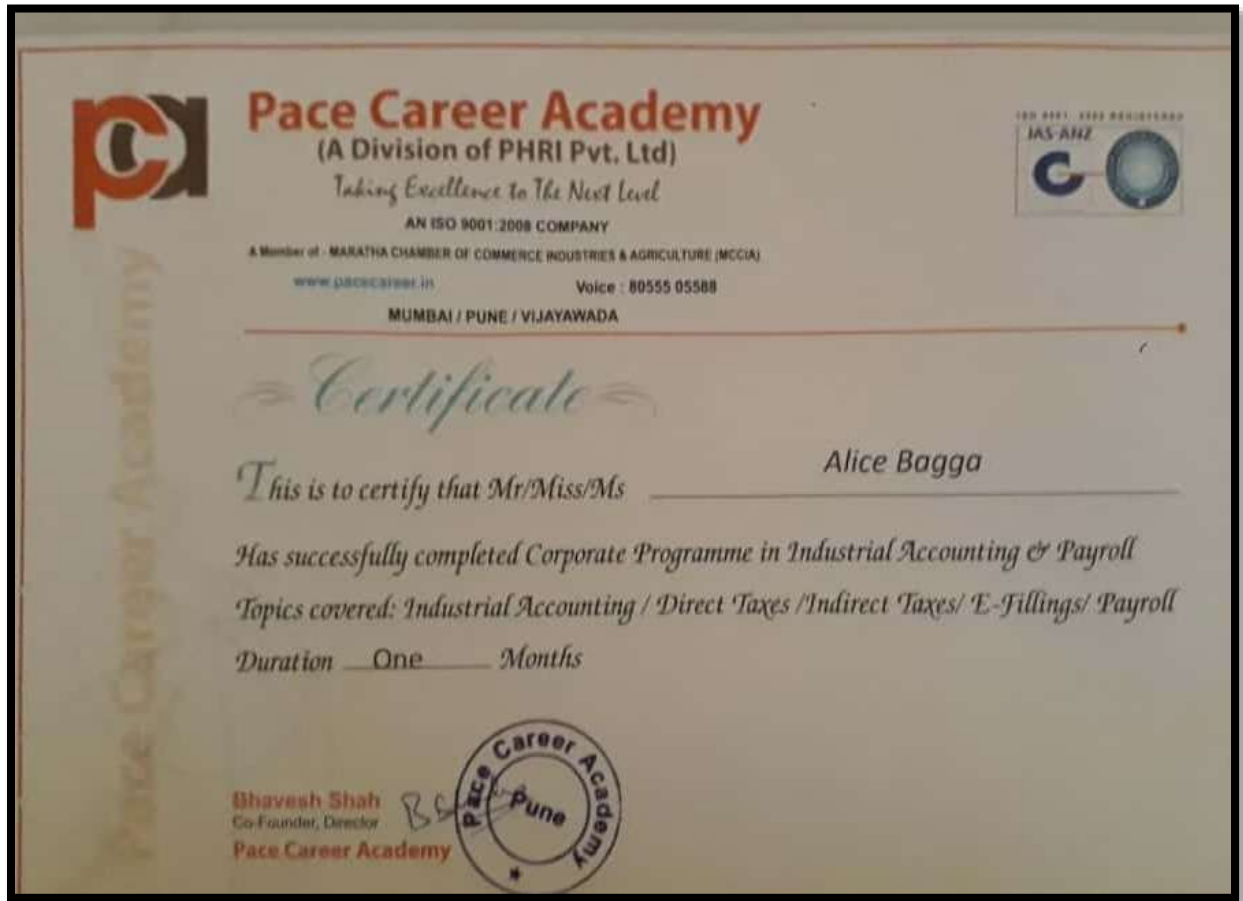 Pace Career Academy
(A Division of PHRI Pvt. Ltd)
Taking Excellence to The Next Level
AN ISO 9001:2008 COMPANY
A Member of - MARATHA CHAMBER OF COMMERCE INDUSTRIES & AGRICULTURE (MCCIA)
www.pacecareer.in Voice : 80555 05588
MUMBAI / PUNE / VIJAYAWADA
JAS-ANZ
Pace Career Academy
Certificate
This is to certify that Mr/Miss/Ms Alice Bagga
Has successfully completed Corporate Programme in Industrial Accounting & Payroll
Topics covered: Industrial Accounting / Direct Taxes /Indirect Taxes/ E-Fillings/ Payroll
Duration One Months
Bhavesh Shah
Co-Founder, Director
Pace Career Academy
Pace Career Academy
Pune